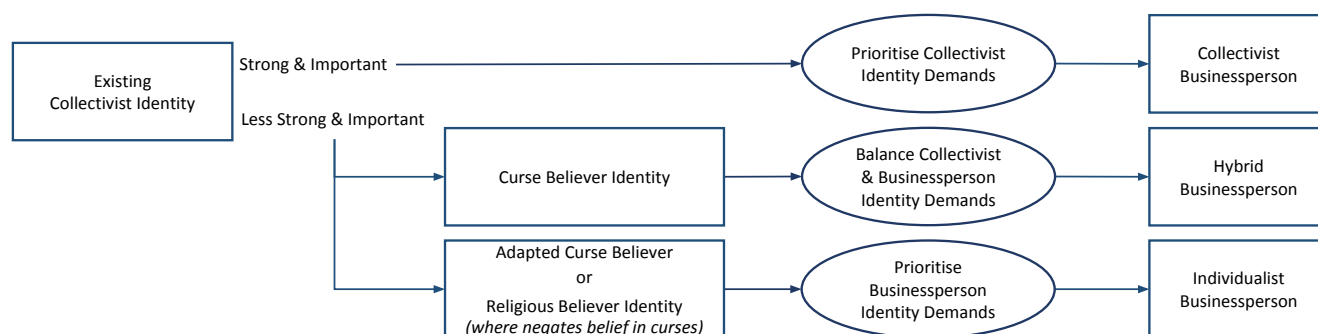 Existing
Collectivist Identity
Strong & Important
Prioritise Collectivist
Identity Demands
Collectivist
Businessperson
Less Strong & Important
Curse Believer Identity
Balance Collectivist
& Businessperson
Identity Demands
Hybrid
Businessperson
Adapted Curse Believer
or
Religious Believer Identity
(where negates belief in curses)
Prioritise
Businessperson
Identity Demands
Individualist
Businessperson